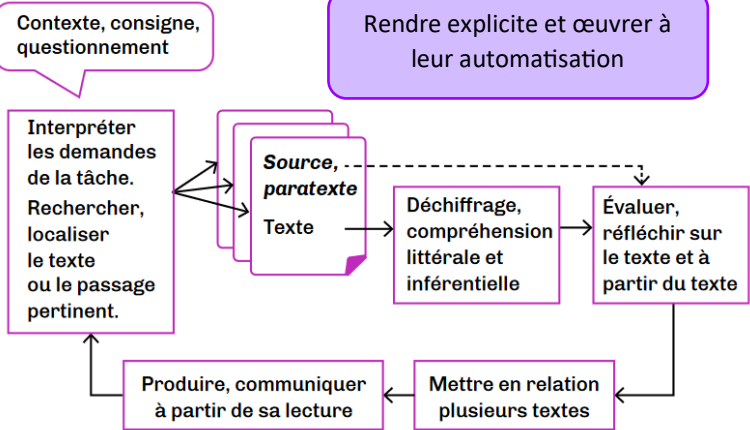 Contexte, consigne,
questionnement
Rendre explicite et œuvrer à
leur automatisation
Interpréter
les demandes
de la tâche.
Rechercher,
localiser
le texte
ou le passage
pertinent.
Source,
paratexte
Texte
Déchiffrage,
compréhension
littérale et
inférentielle
Évaluer,
réfléchir sur
le texte et à
partir du texte
Produire, communiquer
à partir de sa lecture
Mettre en relation
plusieurs textes